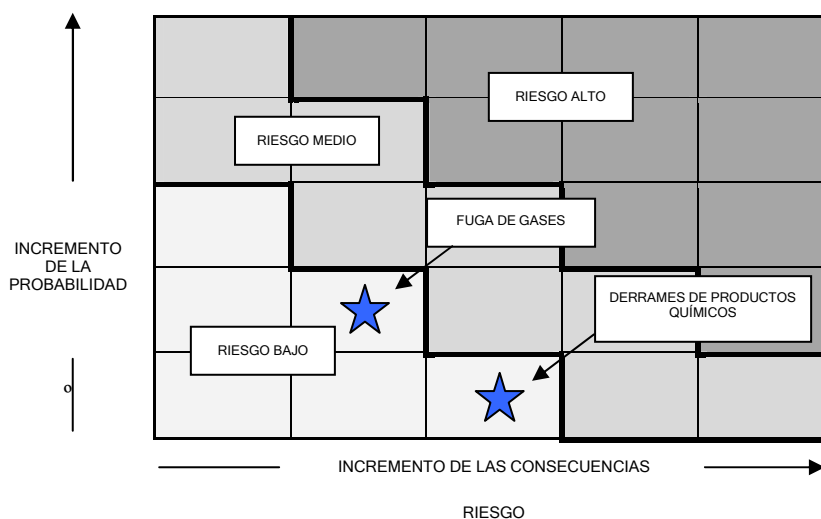 RIESGO ALTO
RIESGO MEDIO
FUGA DE GASES
INCREMENTO
DE LA
PROBABILIDAD
DERRAMES DE PRODUCTOS
QUÍMICOS
RIESGO BAJO
o
INCREMENTO DE LAS CONSECUENCIAS
RIESGO